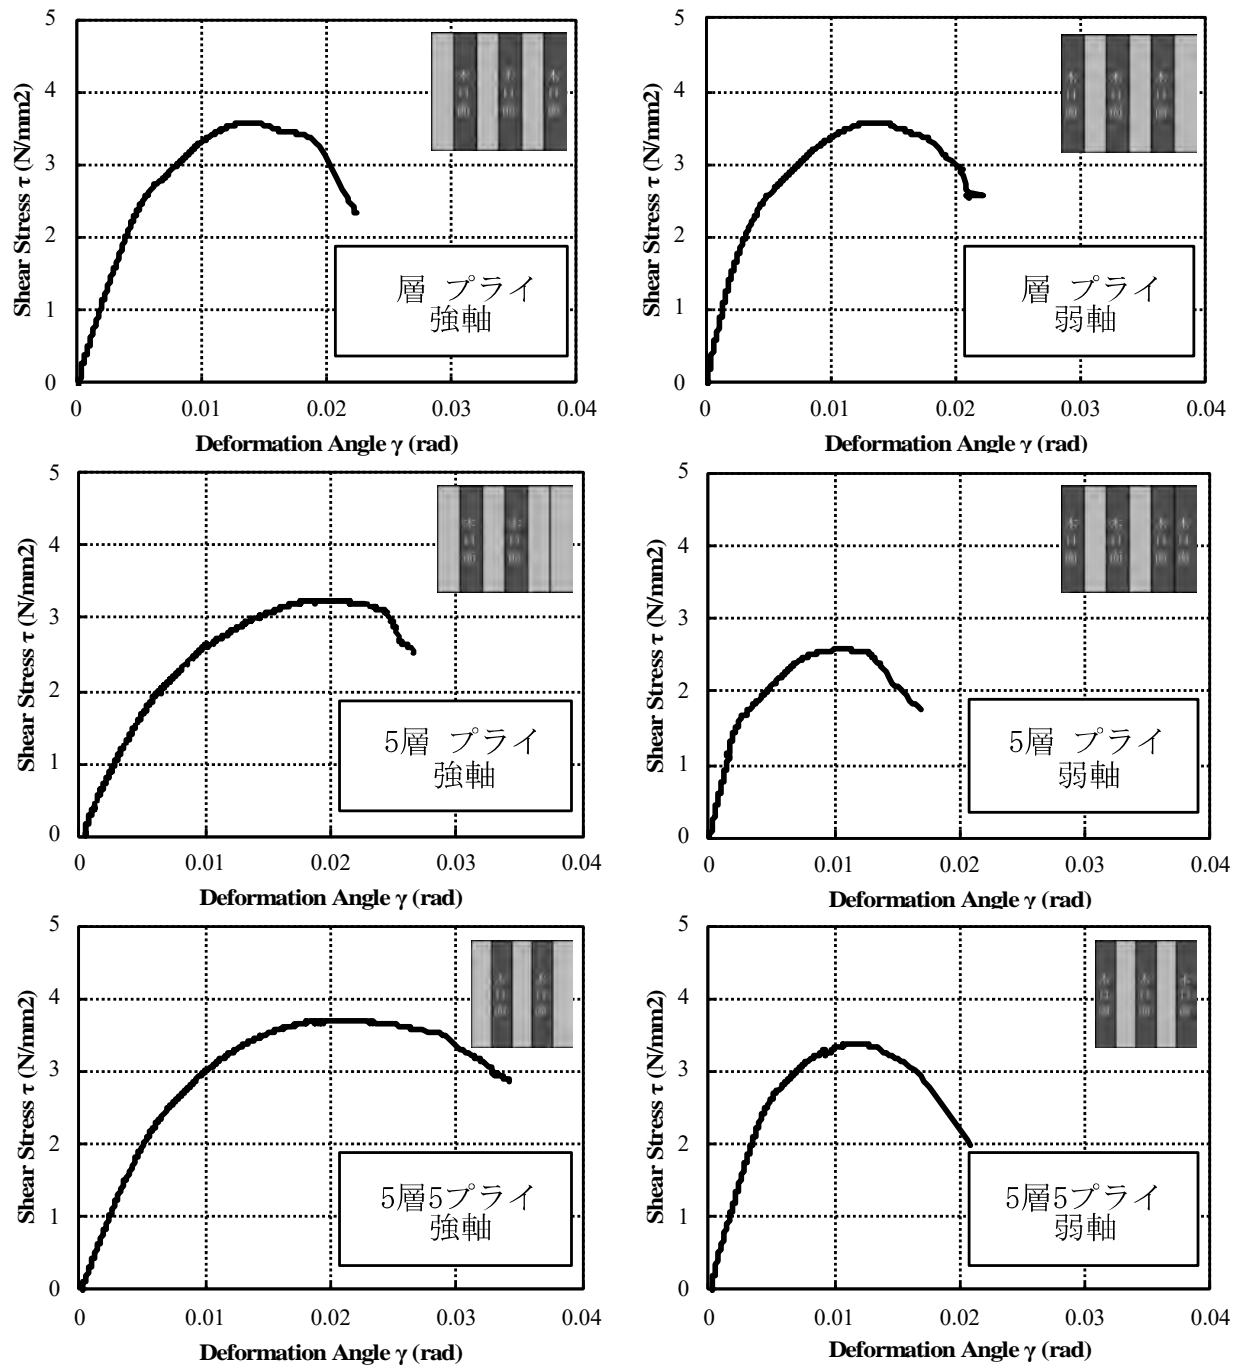 5
4
3
2
1
0
Shear Stress τ (N/mm2)
層 プライ
強軸
0 0.01 0.02 0.03 0.04
Deformation Angle γ (rad)
5
4
3
2
1
0
Shear Stress τ (N/mm2)
層 プライ
弱軸
0 0.01 0.02 0.03 0.04
Deformation Angle γ (rad)
5
4
3
2
1
0
Shear Stress τ (N/mm2)
5層 プライ
強軸
0 0.01 0.02 0.03 0.04
Deformation Angle γ (rad)
5
4
3
2
1
0
Shear Stress τ (N/mm2)
5層 プライ
弱軸
0 0.01 0.02 0.03 0.04
Deformation Angle γ (rad)
5
4
3
2
1
0
Shear Stress τ (N/mm2)
5層5プライ
強軸
0 0.01 0.02 0.03 0.04
Deformation Angle γ (rad)
5
4
3
2
1
0
Shear Stress τ (N/mm2)
5層5プライ
弱軸
0 0.01 0.02 0.03 0.04
Deformation Angle γ (rad)